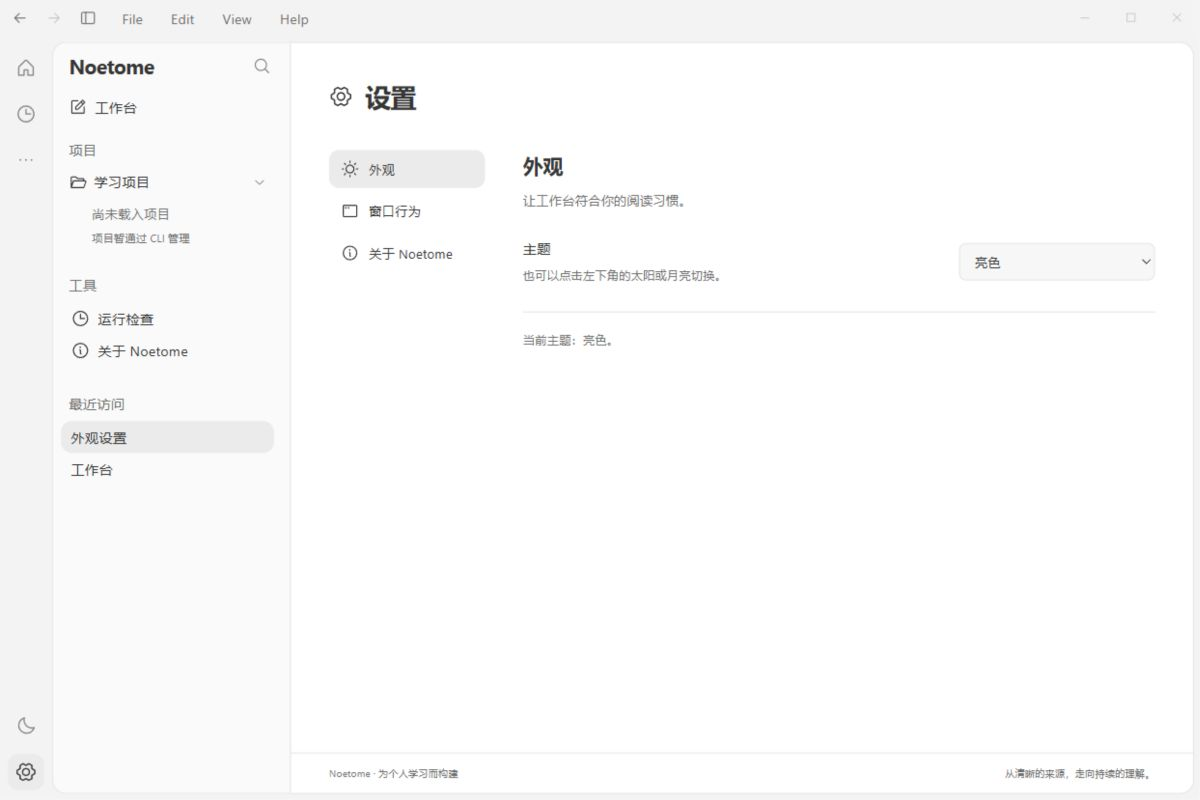 File Edit View Help
Noetome
工作台
项目
学习项目
尚未载入项目
项目暂通过 CLI 管理
工具
运行检查
关于 Noetome
最近访问
外观设置
工作台
设置
外观
窗口行为
关于 Noetome
外观
让工作台符合你的阅读习惯。
主题
也可以点击左下角的太阳或月亮切换。
亮色
当前主题：亮色。
Noetome · 为个人学习而构建
从清晰的来源，走向持续的理解。